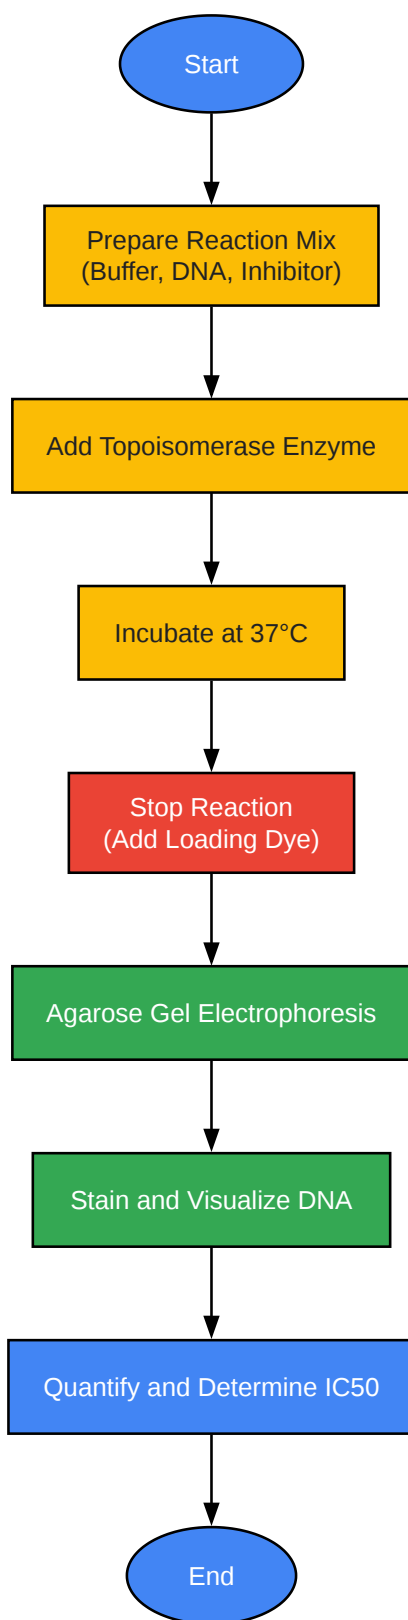 Start
Prepare Reaction Mix
(Buffer, DNA, Inhibitor)
Add Topoisomerase Enzyme
Incubate at 37°C
Stop Reaction
(Add Loading Dye)
Agarose Gel Electrophoresis
Stain and Visualize DNA
Quantify and Determine IC50
End